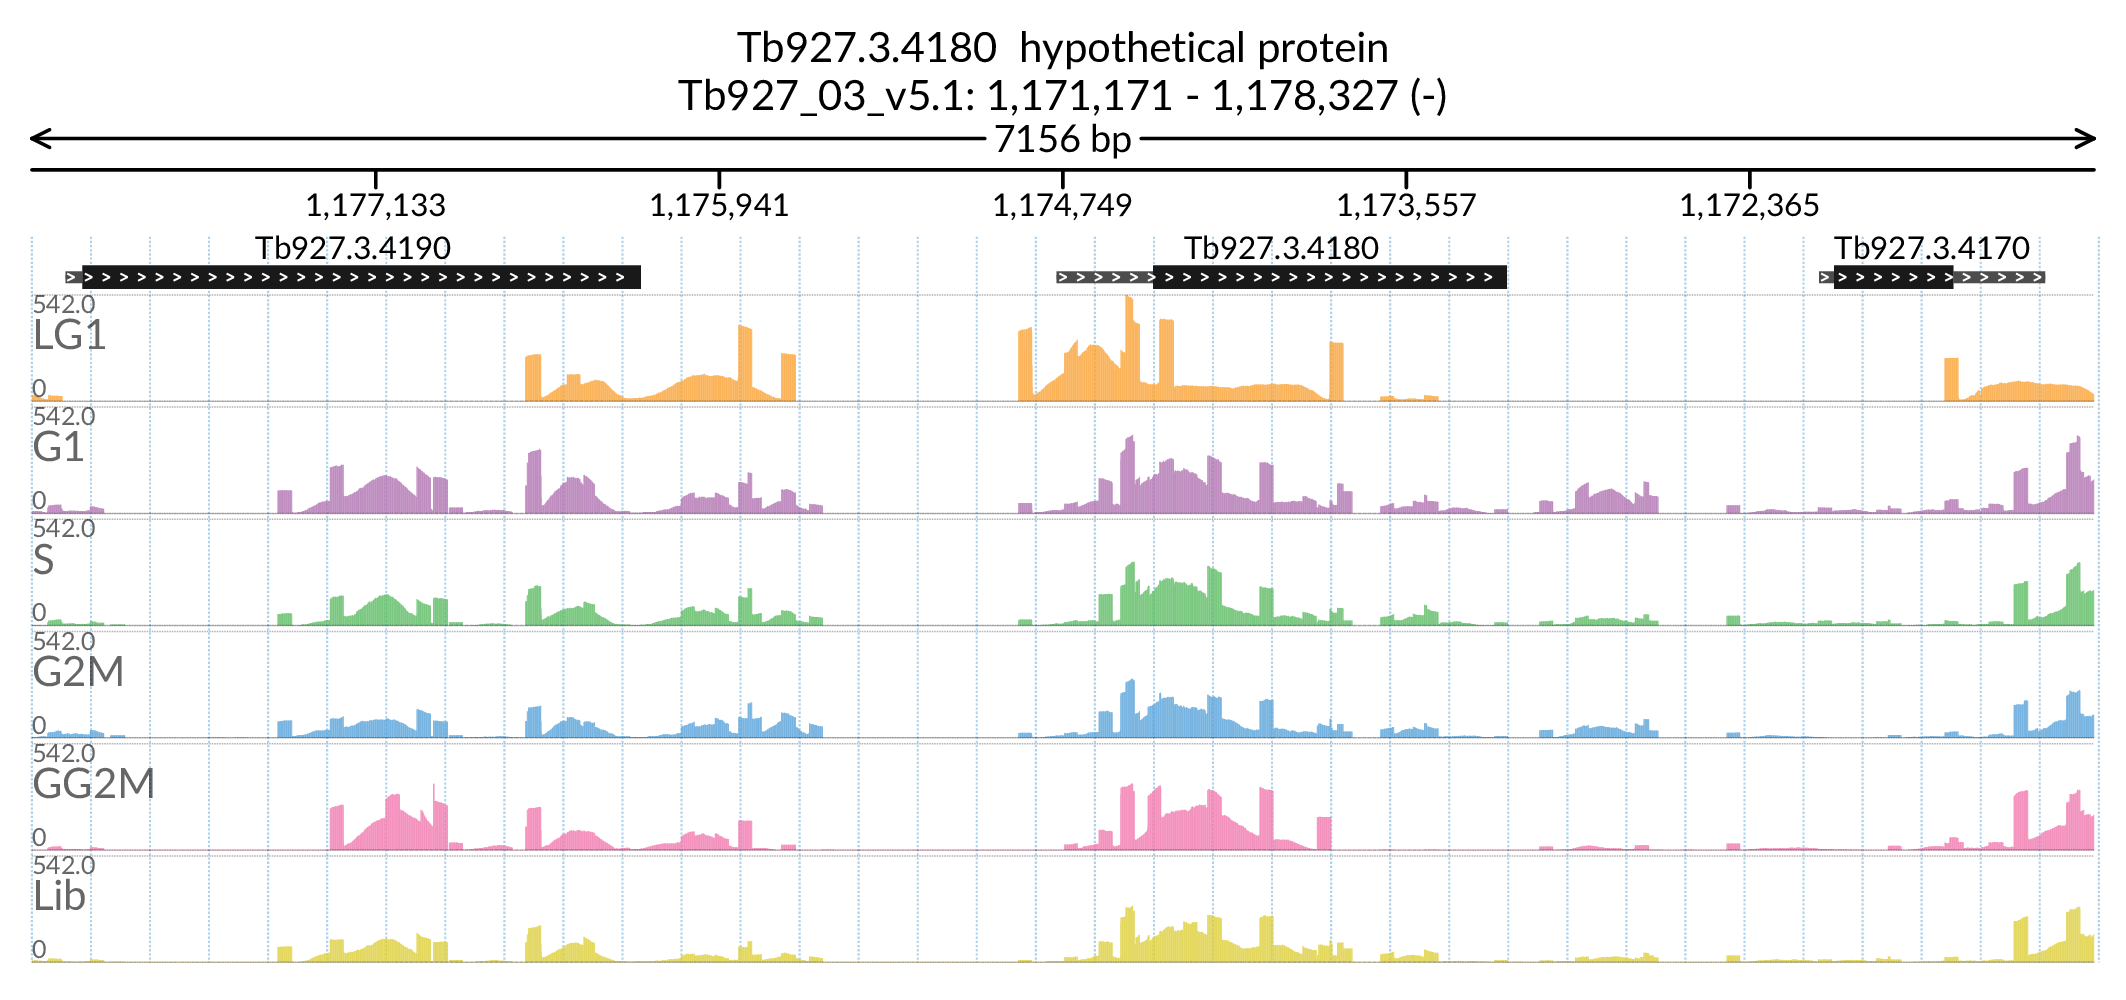 Tb927.3.4180  hypothetical protein
Tb927_03_v5.1: 1,171,171 - 1,178,327 (-)
7156 bp
1,177,133 1,175,941 1,174,749 1,173,557 1,172,365
Tb927.3.4190 Tb927.3.4180 Tb927.3.4170
542.0
LG1
0
542.0
G1
0
542.0
S
0
542.0
G2M
0
542.0
GG2M
0
542.0
Lib
0